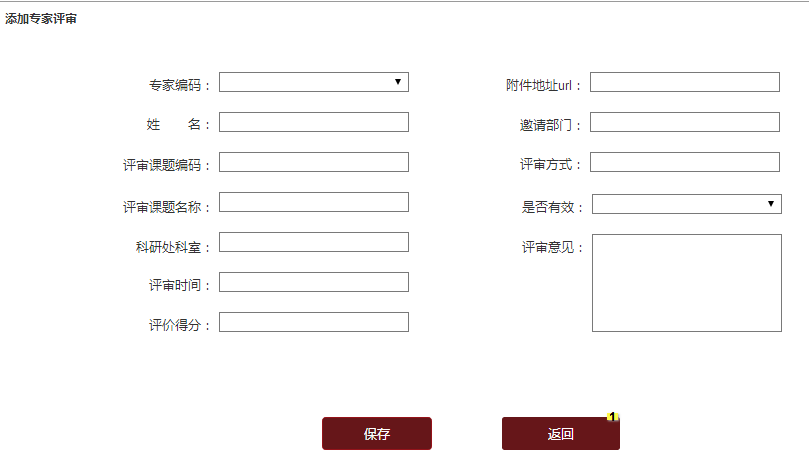 添加专家评审
专家编码：
附件地址url：
姓　　名：
邀请部门：
评审课题编码：
评审方式：
评审课题名称：
是否有效：
科研处科室：
评审意见：
评审时间：
评价得分：
保存
返回
1